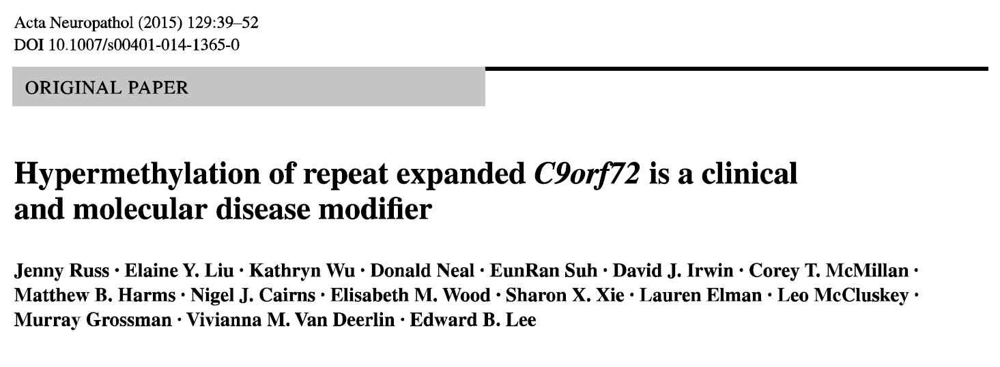 Acta Neuropathol (2015) 129:39–52
DOI 10.1007/s00401-014-1365-0
ORIGINAL PAPER
Hypermethylation of repeat expanded C9orf72 is a clinical
and molecular disease modifier
Jenny Russ · Elaine Y. Liu · Kathryn Wu · Donald Neal · EunRan Suh · David J. Irwin · Corey T. McMillan ·
Matthew B. Harms · Nigel J. Cairns · Elisabeth M. Wood · Sharon X. Xie · Lauren Elman · Leo McCluskey ·
Murray Grossman · Vivianna M. Van Deerlin · Edward B. Lee